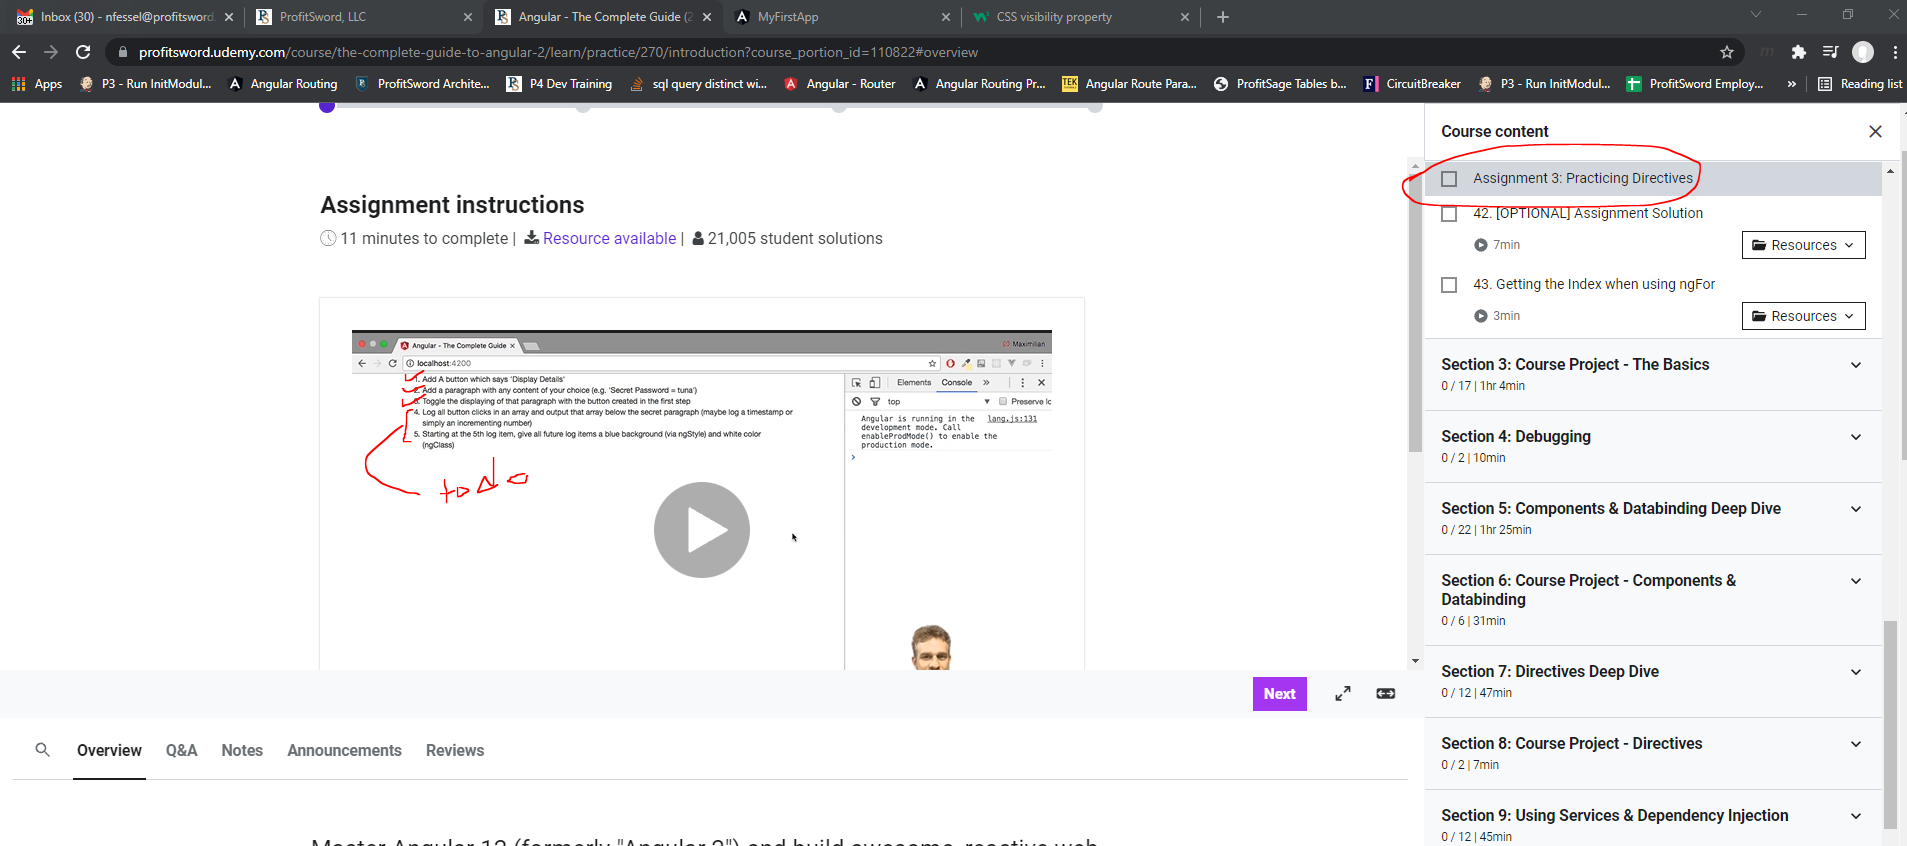 Inbox (30) - nfessel@profitsword.
ProfitSword, LLC
Angular - The Complete Guide (2
MyFirstApp
CSS visibility property
profitsword.udemy.com/course/the-complete-guide-to-angular-2/learn/practice/270/introduction?course_portion_id=110822#overview
Apps
P3 - Run InitModul...
Angular Routing
ProfitSword Archite...
P4 Dev Training
sql query distinct wi...
Angular - Router
Angular Routing Pr...
Angular Route Para...
ProfitSage Tables b...
CircuitBreaker
P3 - Run InitModul...
ProfitSword Employ...
»
Reading list
Assignment instructions
11 minutes to complete | Resource available | 21,005 student solutions
Angular - The Complete Guide
Maximilian
localhost:4200
1. Add A button which says 'Display Details'
2. Add a paragraph with any content of your choice (e.g. 'Secret Password = tuna')
3. Toggle the displaying of that paragraph with the button created in the first step
4. Log all button clicks in an array and output that array below the secret paragraph (maybe log a timestamp or
simply an incrementing number)
5. Starting at the 5th log item, give all future log items a blue background (via ngStyle) and white color
(ngClass)
todo
Elements Console »
top
Preserve lo
Angular is running in the lang.js:131
development mode. Call
enableProdMode() to enable the
production mode.
Next
Overview
Q&A
Notes
Announcements
Reviews
Master Angular 12 (formerly "Angular 2") and build awesome, reactive web
Course content
Assignment 3: Practicing Directives
42. [OPTIONAL] Assignment Solution
7min
Resources
43. Getting the Index when using ngFor
3min
Resources
Section 3: Course Project - The Basics
0 / 17 | 1hr 4min
Section 4: Debugging
0 / 2 | 10min
Section 5: Components & Databinding Deep Dive
0 / 22 | 1hr 25min
Section 6: Course Project - Components &
Databinding
0 / 6 | 31min
Section 7: Directives Deep Dive
0 / 12 | 47min
Section 8: Course Project - Directives
0 / 2 | 7min
Section 9: Using Services & Dependency Injection
0 / 12 | 45min